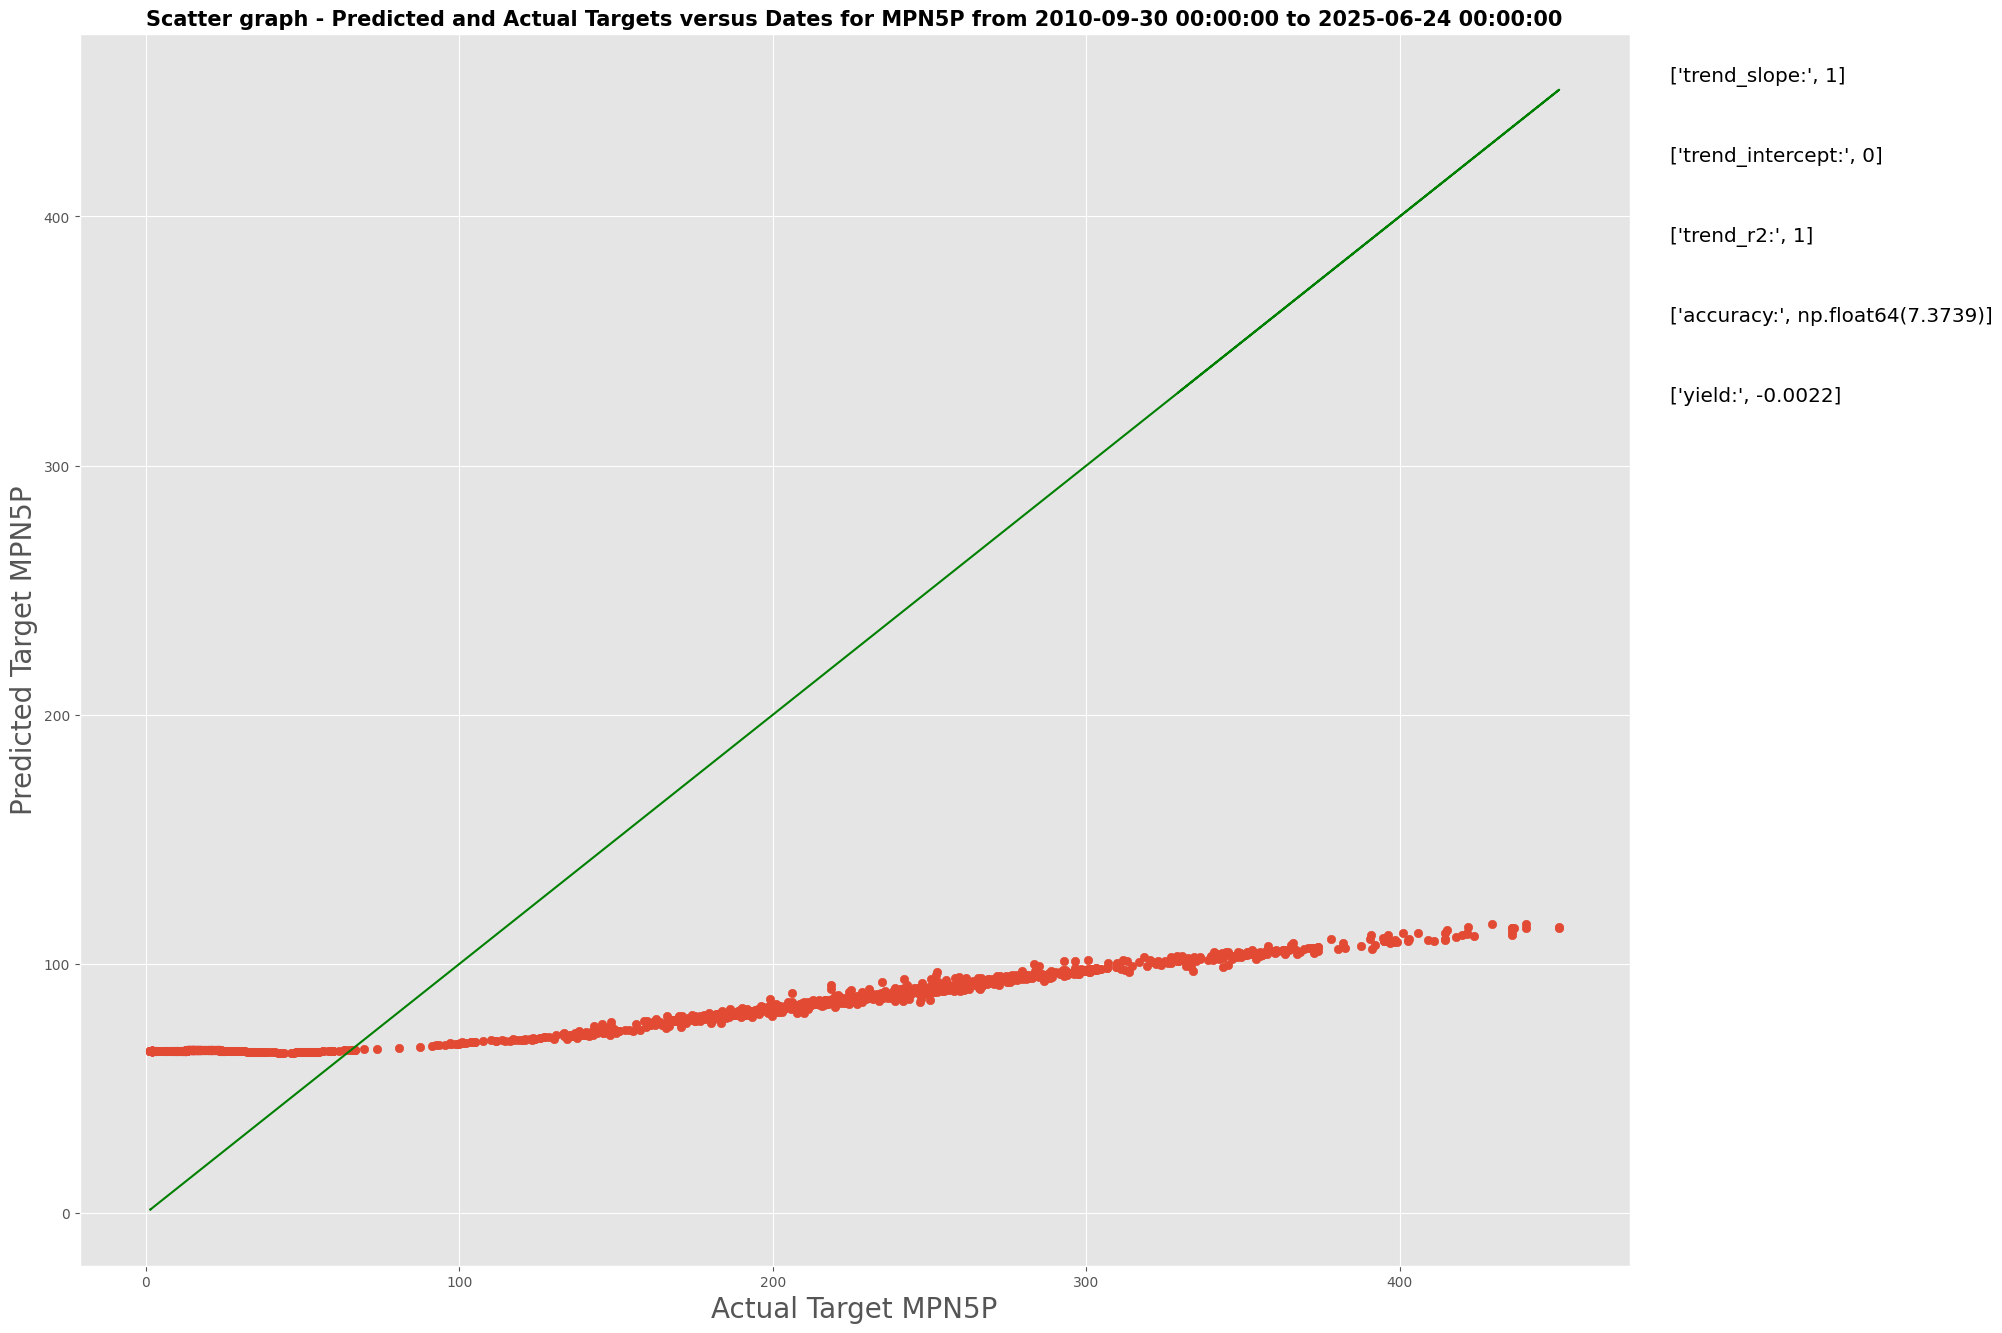 Scatter graph - Predicted and Actual Targets versus Dates for MPN5P from 2010-09-30 00:00:00 to 2025-06-24 00:00:00
['trend_slope:', 1]
['trend_intercept:', 0]
['trend_r2:', 1]
['accuracy:', np.float64(7.3739)]
['yield:', -0.0022]
Predicted Target MPN5P
400
300
200
100
0
0 100 200 300 400
Actual Target MPN5P